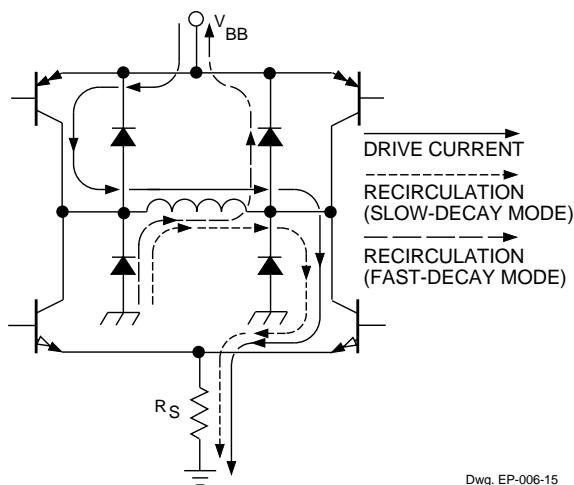 V BB
DRIVE CURRENT
RECIRCULATION
(SLOW-DECAY MODE)
RECIRCULATION
(FAST-DECAY MODE)
R S
Dwg. EP-006-15